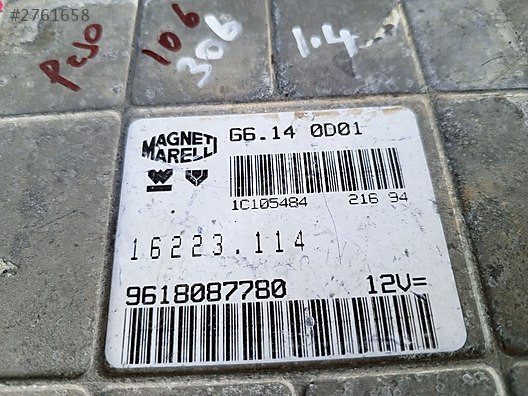 #2761658
Pejo
106
306
1.4
MAGNETI MARELLI
G6.14 0D01
1C105484 216 94
16223.114
9618087780 12V=